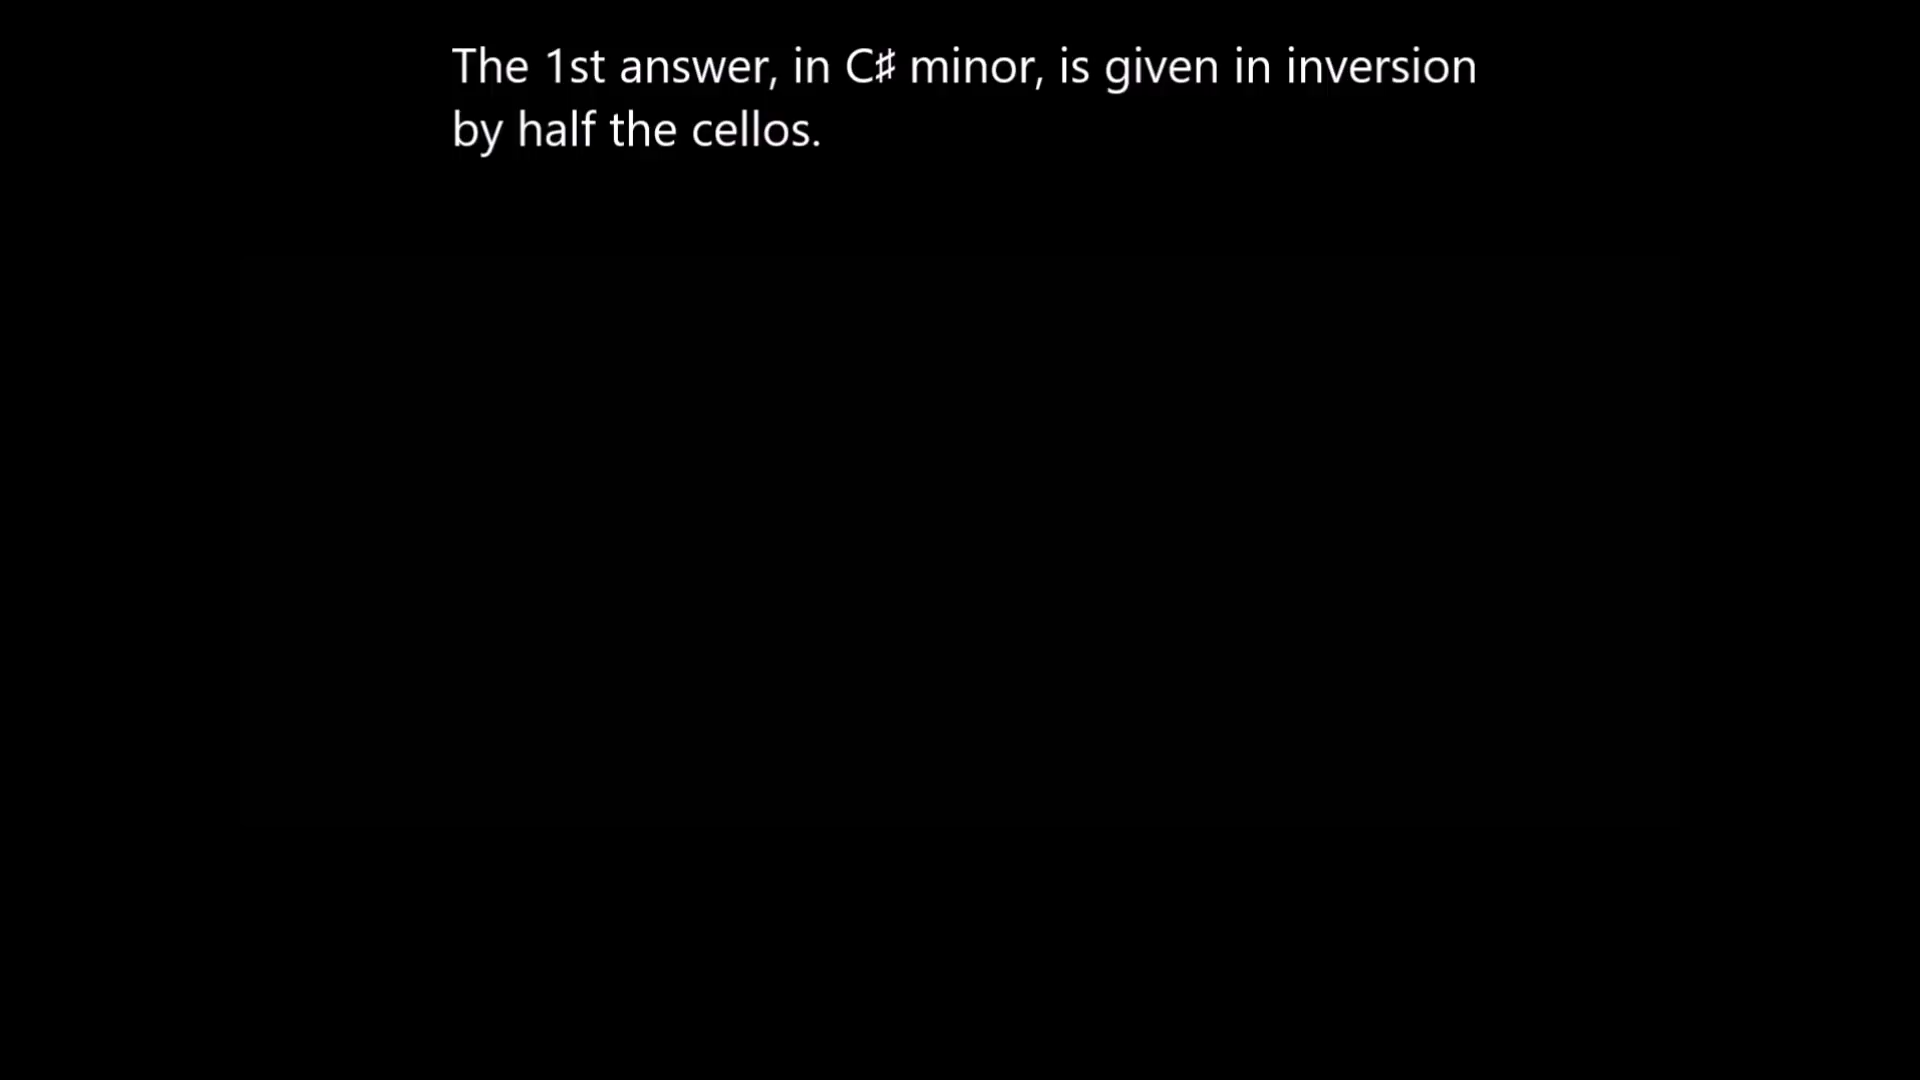 The 1st answer, in C♯ minor, is given in inversion
by half the cellos.